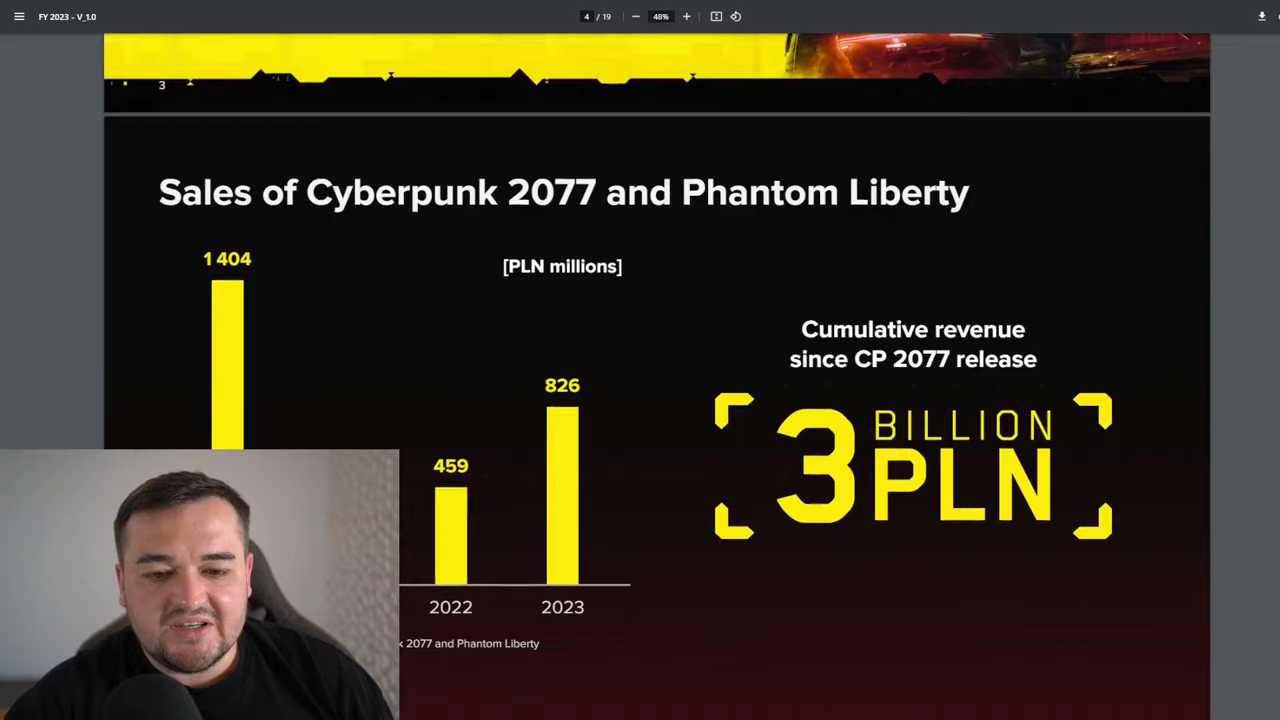 FY 2023 - V_1.0
4 / 19
48%
3
Sales of Cyberpunk 2077 and Phantom Liberty
[PLN millions]
1 404
459
826
2022
2023
2077 and Phantom Liberty
Cumulative revenue
since CP 2077 release
3 BILLION
PLN